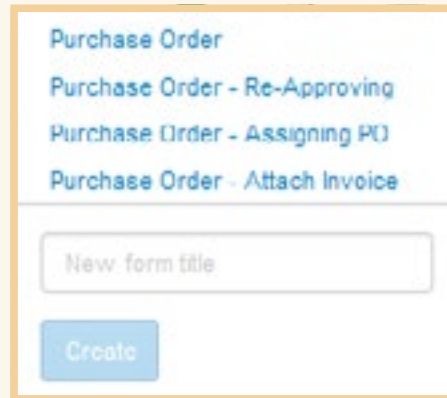 Purchase Order
Purchase Order - Re-Approving
Purchase Order - Assigning PO
Purchase Order - Attach Invoice
New form title
Create